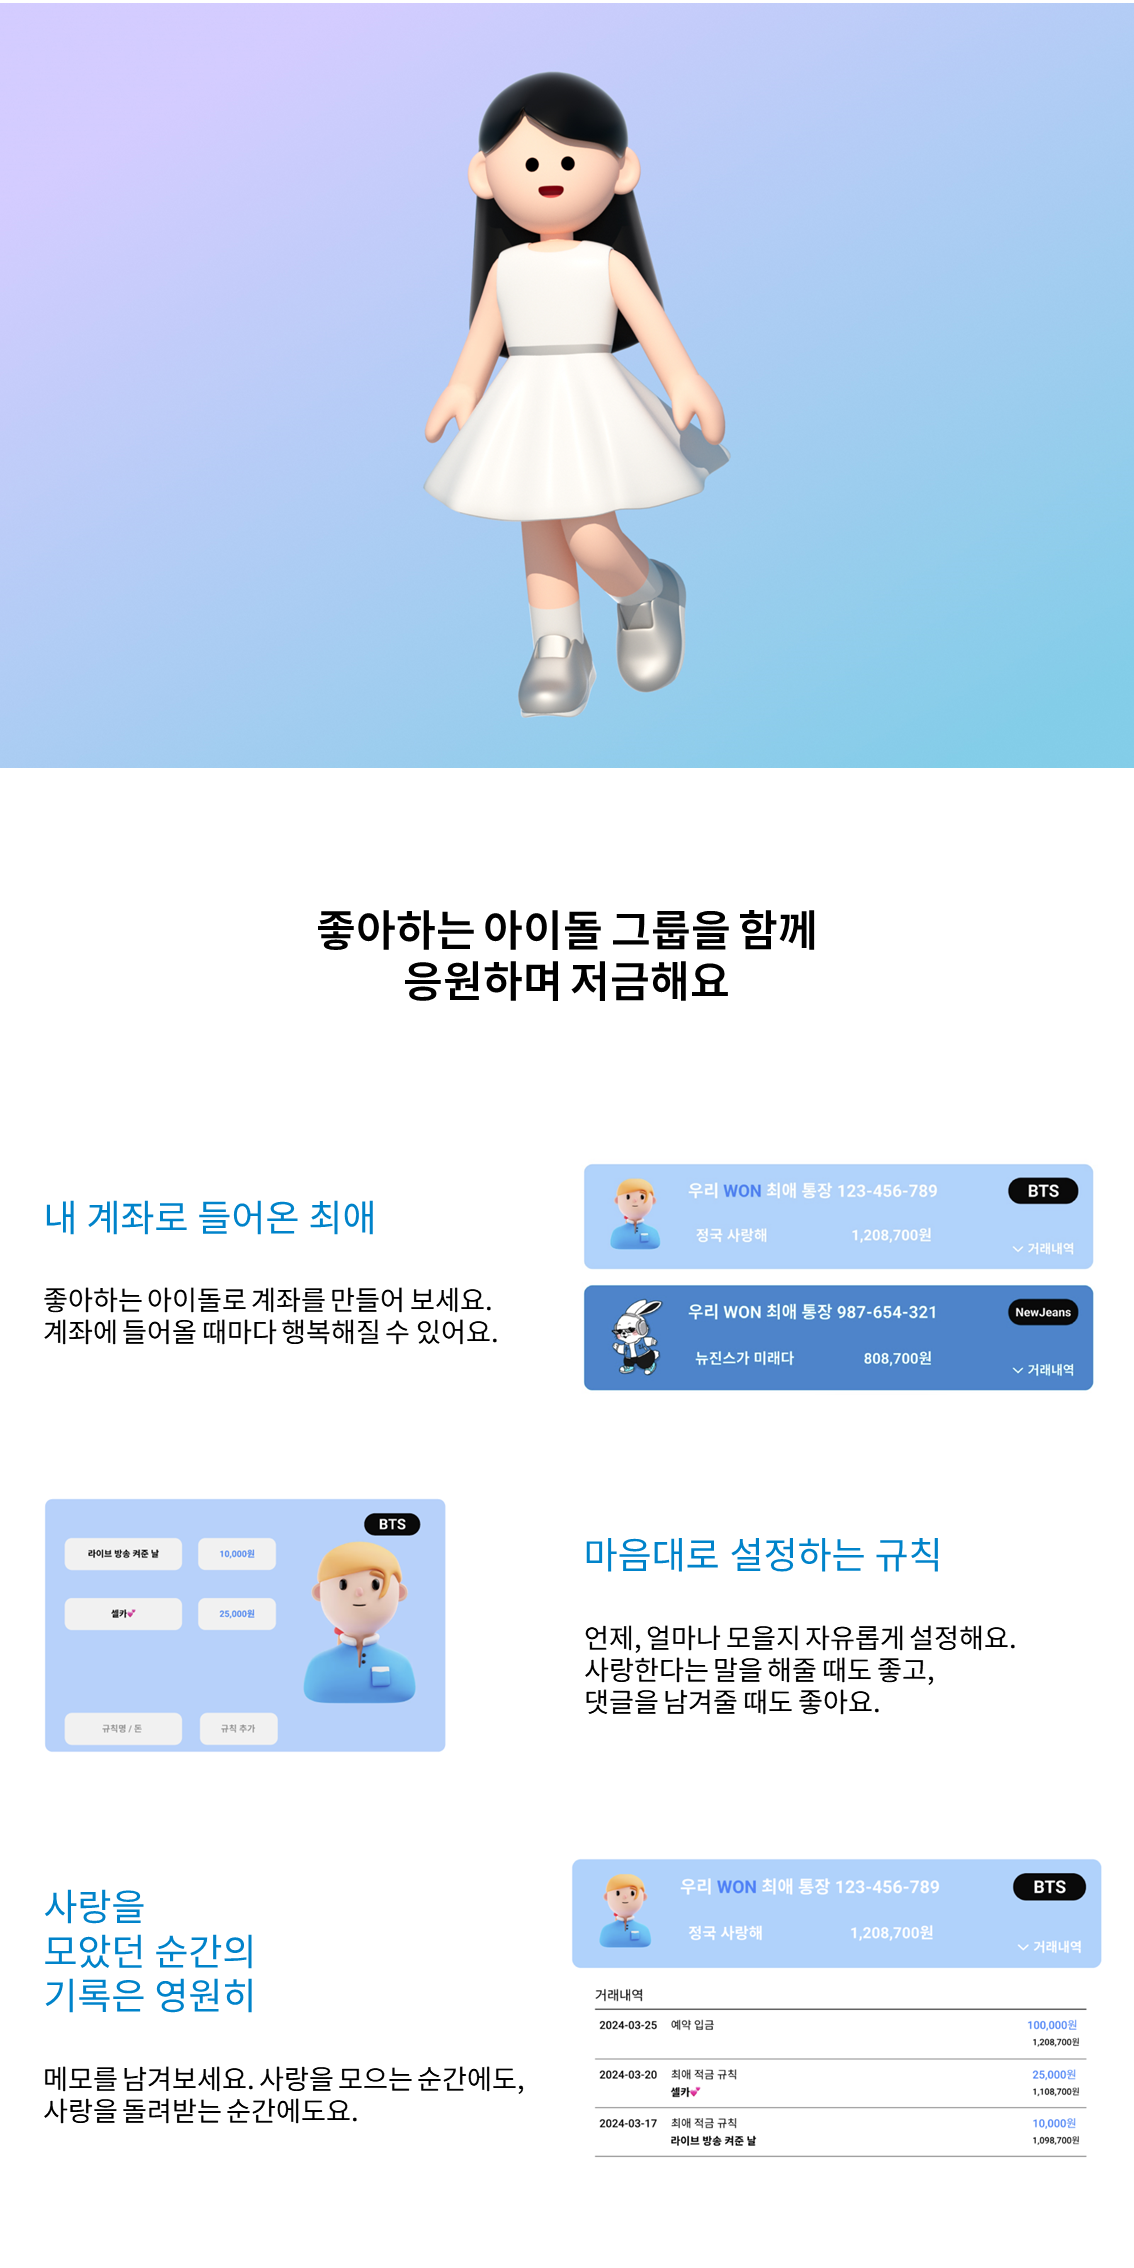 좋아하는 아이돌 그룹을 함께
응원하며 저금해요
내 계좌로 들어온 최애
좋아하는 아이돌로 계좌를 만들어 보세요.
계좌에 들어올 때마다 행복해질 수 있어요.
우리 WON 최애 통장 123-456-789
BTS
정국 사랑해
1,208,700원
거래내역
우리 WON 최애 통장 987-654-321
NewJeans
뉴진스가 미래다
808,700원
거래내역
BTS
라이브 방송 켜준 날
10,000원
셀카💕
25,000원
규칙명 / 돈
규칙 추가
마음대로 설정하는 규칙
언제, 얼마나 모을지 자유롭게 설정해요.
사랑한다는 말을 해줄 때도 좋고,
댓글을 남겨줄 때도 좋아요.
사랑을
모았던 순간의
기록은 영원히
메모를 남겨보세요. 사랑을 모으는 순간에도,
사랑을 돌려받는 순간에도요.
우리 WON 최애 통장 123-456-789
BTS
정국 사랑해
1,208,700원
거래내역
거래내역
2024-03-25 예약 입금 100,000원
1,208,700원
2024-03-20 최애 적금 규칙 25,000원
셀카💕 1,108,700원
2024-03-17 최애 적금 규칙 10,000원
라이브 방송 켜준 날 1,098,700원